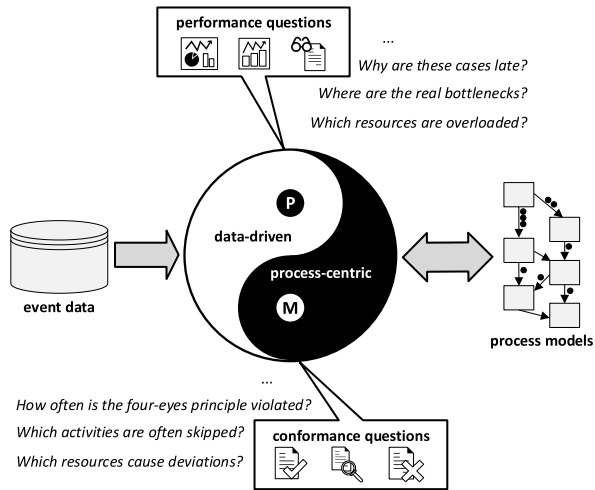 performance questions
...
Why are these cases late?
Where are the real bottlenecks?
Which resources are overloaded?
P
data-driven
process-centric
M
event data
process models
...
How often is the four-eyes principle violated?
Which activities are often skipped?
Which resources cause deviations?
conformance questions